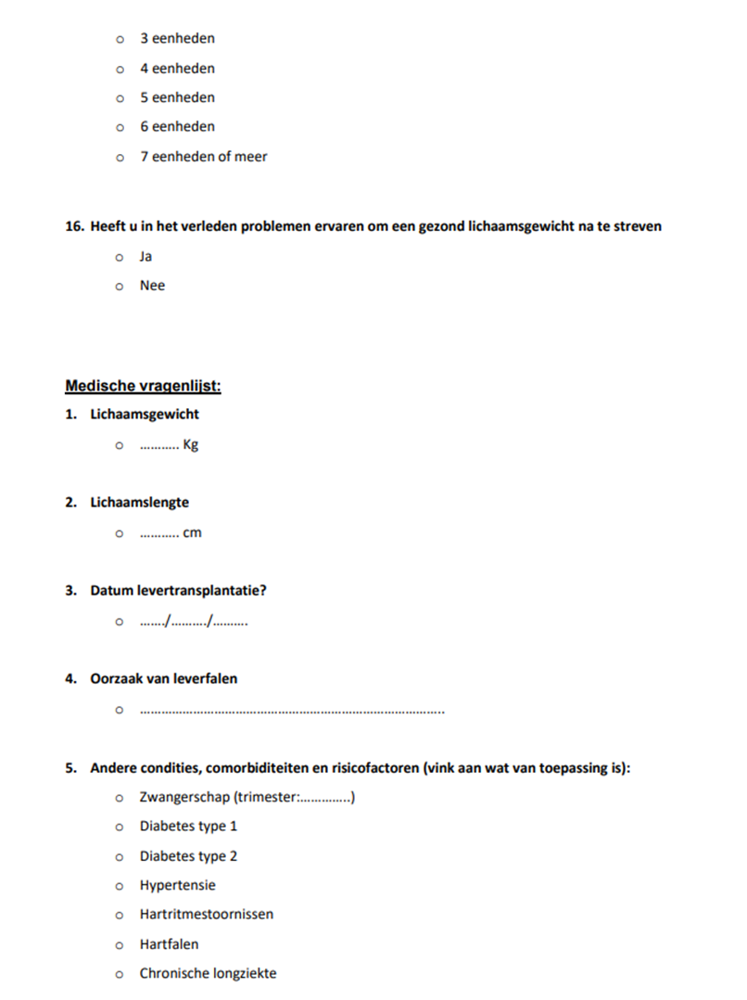 o 3 eenheden
o 4 eenheden
o 5 eenheden
o 6 eenheden
o 7 eenheden of meer
16. Heeft u in het verleden problemen ervaren om een gezond lichaamsgewicht na te streven
o Ja
o Nee
Medische vragenlijst:
1. Lichaamsgewicht
o ........... Kg
2. Lichaamslengte
o ........... cm
3. Datum levertransplantatie?
o ......./........../..........
4. Oorzaak van leverfalen
o ......................................................................................
5. Andere condities, comorbiditeiten en risicofactoren (vink aan wat van toepassing is):
o Zwangerschap (trimester:..............)
o Diabetes type 1
o Diabetes type 2
o Hypertensie
o Hartritmestoornissen
o Hartfalen
o Chronische longziekte